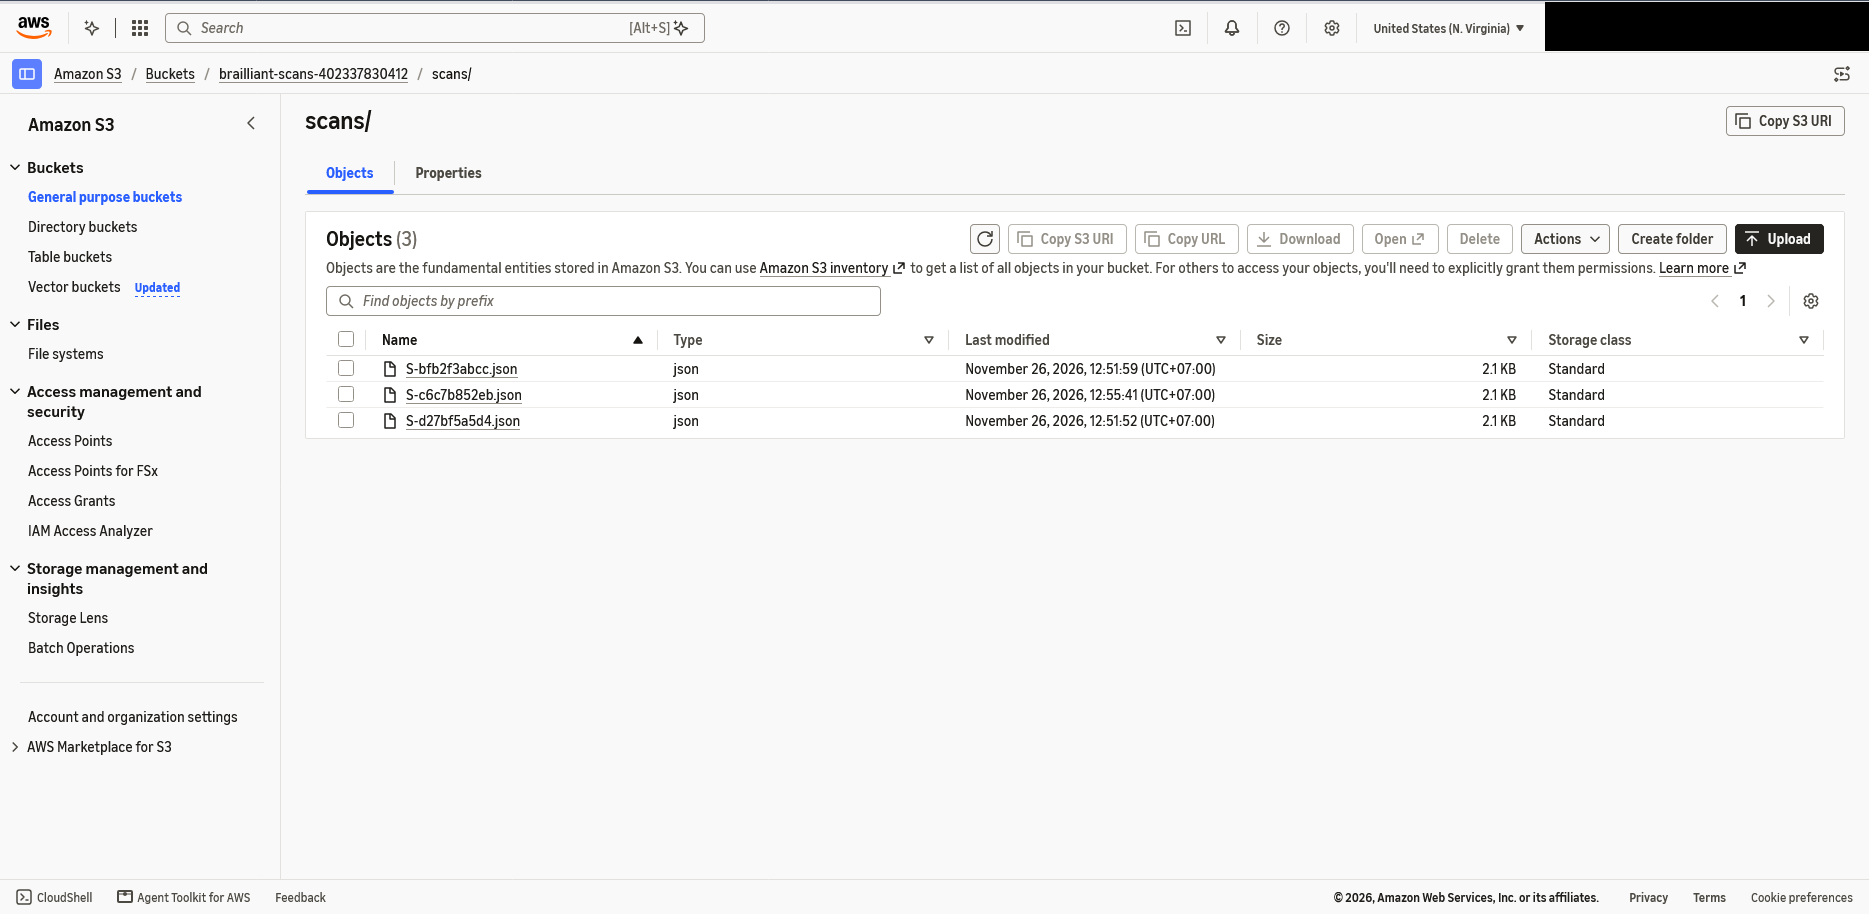 aws
Search [Alt+S]
United States (N. Virginia)
Amazon S3 / Buckets / brailliant-scans-402337830412 / scans/
Amazon S3
Buckets
General purpose buckets
Directory buckets
Table buckets
Vector buckets Updated
Files
File systems
Access management and
security
Access Points
Access Points for FSx
Access Grants
IAM Access Analyzer
Storage management and
insights
Storage Lens
Batch Operations
Account and organization settings
AWS Marketplace for S3
scans/
Copy S3 URI
Objects Properties
Objects (3)
Copy S3 URI Copy URL Download Open Delete Actions Create folder Upload
Objects are the fundamental entities stored in Amazon S3. You can use Amazon S3 inventory to get a list of all objects in your bucket. For others to access your objects, you'll need to explicitly grant them permissions. Learn more
Find objects by prefix
1
Name Type Last modified Size Storage class
S-bfb2f3abcc.json json November 26, 2026, 12:51:59 (UTC+07:00) 2.1 KB Standard
S-c6c7b852eb.json json November 26, 2026, 12:55:41 (UTC+07:00) 2.1 KB Standard
S-d27bf5a5d4.json json November 26, 2026, 12:51:52 (UTC+07:00) 2.1 KB Standard
CloudShell Agent Toolkit for AWS Feedback
© 2026, Amazon Web Services, Inc. or its affiliates. Privacy Terms Cookie preferences